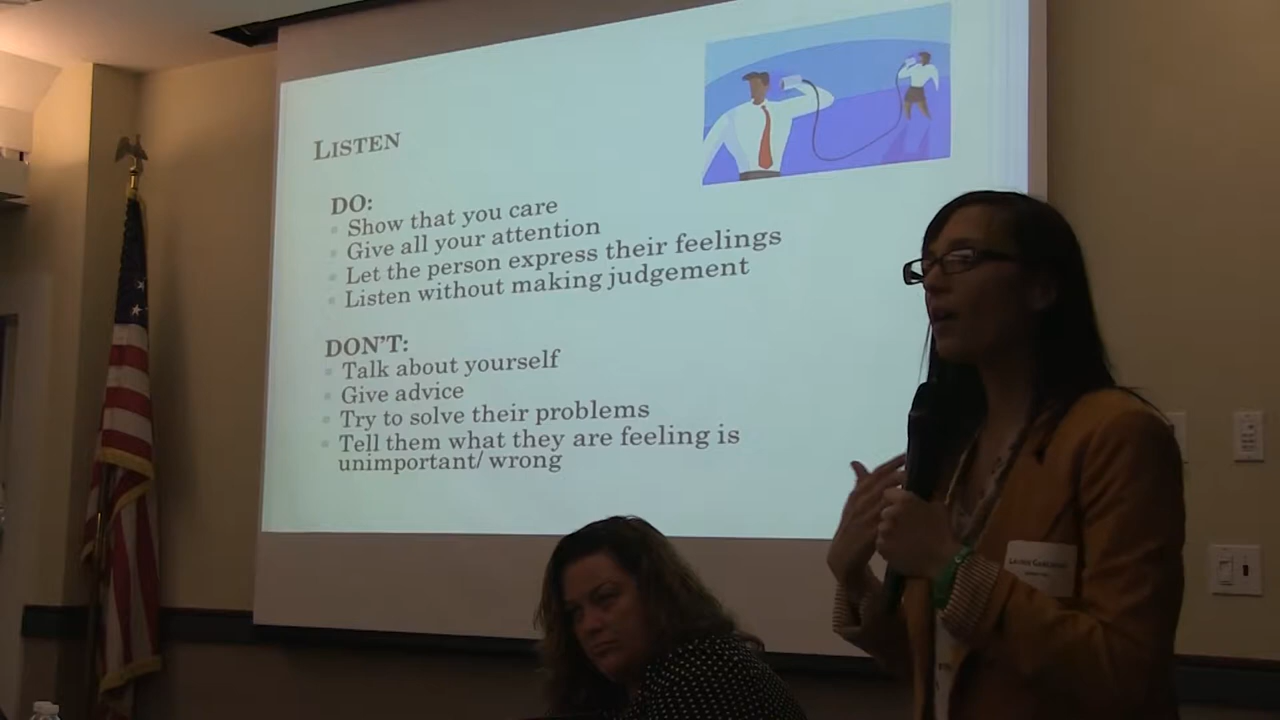 LISTEN
DO:
Show that you care
Give all your attention
Let the person express their feelings
Listen without making judgement
DON'T:
Talk about yourself
Give advice
Try to solve their problems
Tell them what they are feeling is
unimportant/ wrong